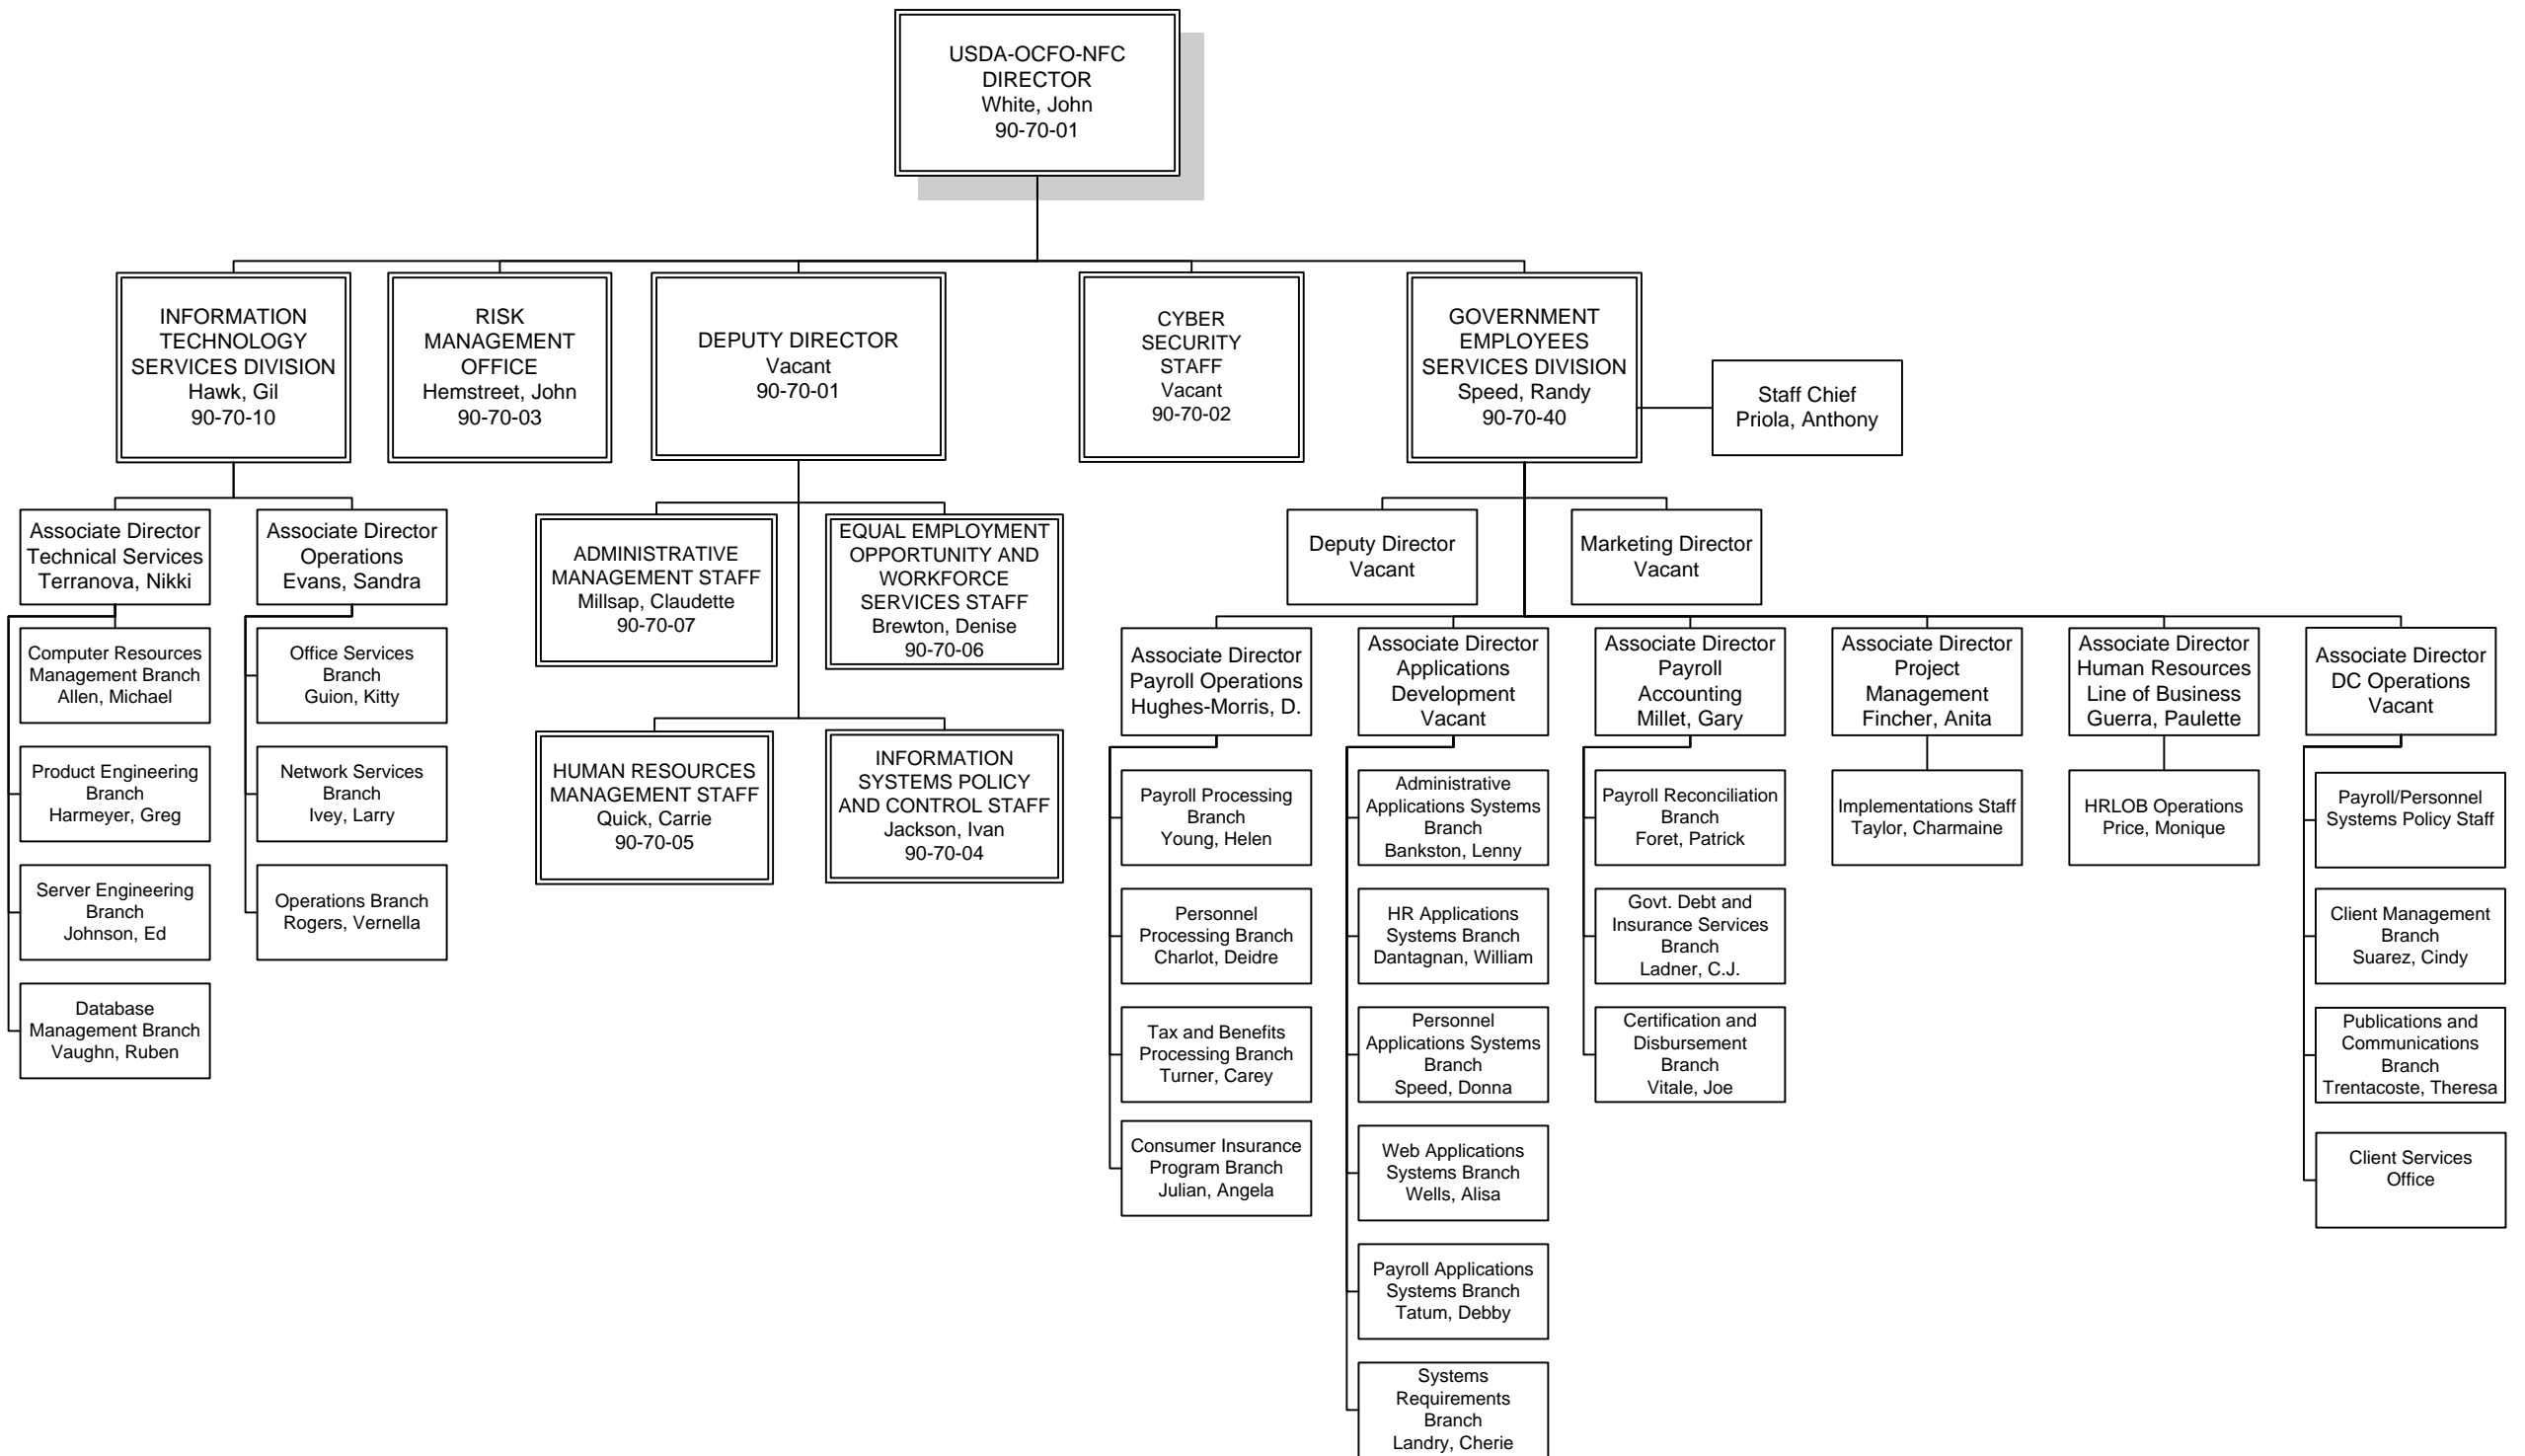 USDA-OCFO-NFC
DIRECTOR
White, John
90-70-01
INFORMATION
TECHNOLOGY
SERVICES DIVISION
Hawk, Gil
90-70-10
RISK
MANAGEMENT
OFFICE
Hemstreet, John
90-70-03
DEPUTY DIRECTOR
Vacant
90-70-01
CYBER
SECURITY
STAFF
Vacant
90-70-02
GOVERNMENT
EMPLOYEES
SERVICES DIVISION
Speed, Randy
90-70-40
Staff Chief
Priola, Anthony
Associate Director
Technical Services
Terranova, Nikki
Associate Director
Operations
Evans, Sandra
Computer Resources
Management Branch
Allen, Michael
Product Engineering
Branch
Harmeyer, Greg
Server Engineering
Branch
Johnson, Ed
Database
Management Branch
Vaughn, Ruben
Office Services
Branch
Guion, Kitty
Network Services
Branch
Ivey, Larry
Operations Branch
Rogers, Vernella
ADMINISTRATIVE
MANAGEMENT STAFF
Millsap, Claudette
90-70-07
EQUAL EMPLOYMENT
OPPORTUNITY AND
WORKFORCE
SERVICES STAFF
Brewton, Denise
90-70-06
HUMAN RESOURCES
MANAGEMENT STAFF
Quick, Carrie
90-70-05
INFORMATION
SYSTEMS POLICY
AND CONTROL STAFF
Jackson, Ivan
90-70-04
Deputy Director
Vacant
Marketing Director
Vacant
Associate Director
Payroll Operations
Hughes-Morris, D.
Associate Director
Applications
Development
Vacant
Associate Director
Payroll
Accounting
Millet, Gary
Associate Director
Project
Management
Fincher, Anita
Associate Director
Human Resources
Line of Business
Guerra, Paulette
Associate Director
DC Operations
Vacant
Payroll Processing
Branch
Young, Helen
Personnel
Processing Branch
Charlot, Deidre
Tax and Benefits
Processing Branch
Turner, Carey
Consumer Insurance
Program Branch
Julian, Angela
Administrative
Applications Systems
Branch
Bankston, Lenny
HR Applications
Systems Branch
Dantagnan, William
Personnel
Applications Systems
Branch
Speed, Donna
Web Applications
Systems Branch
Wells, Alisa
Payroll Applications
Systems Branch
Tatum, Debby
Systems
Requirements
Branch
Landry, Cherie
Payroll Reconciliation
Branch
Foret, Patrick
Govt. Debt and
Insurance Services
Branch
Ladner, C.J.
Certification and
Disbursement
Branch
Vitale, Joe
Implementations Staff
Taylor, Charmaine
HRLOB Operations
Price, Monique
Payroll/Personnel
Systems Policy Staff
Client Management
Branch
Suarez, Cindy
Publications and
Communications
Branch
Trentacoste, Theresa
Client Services
Office